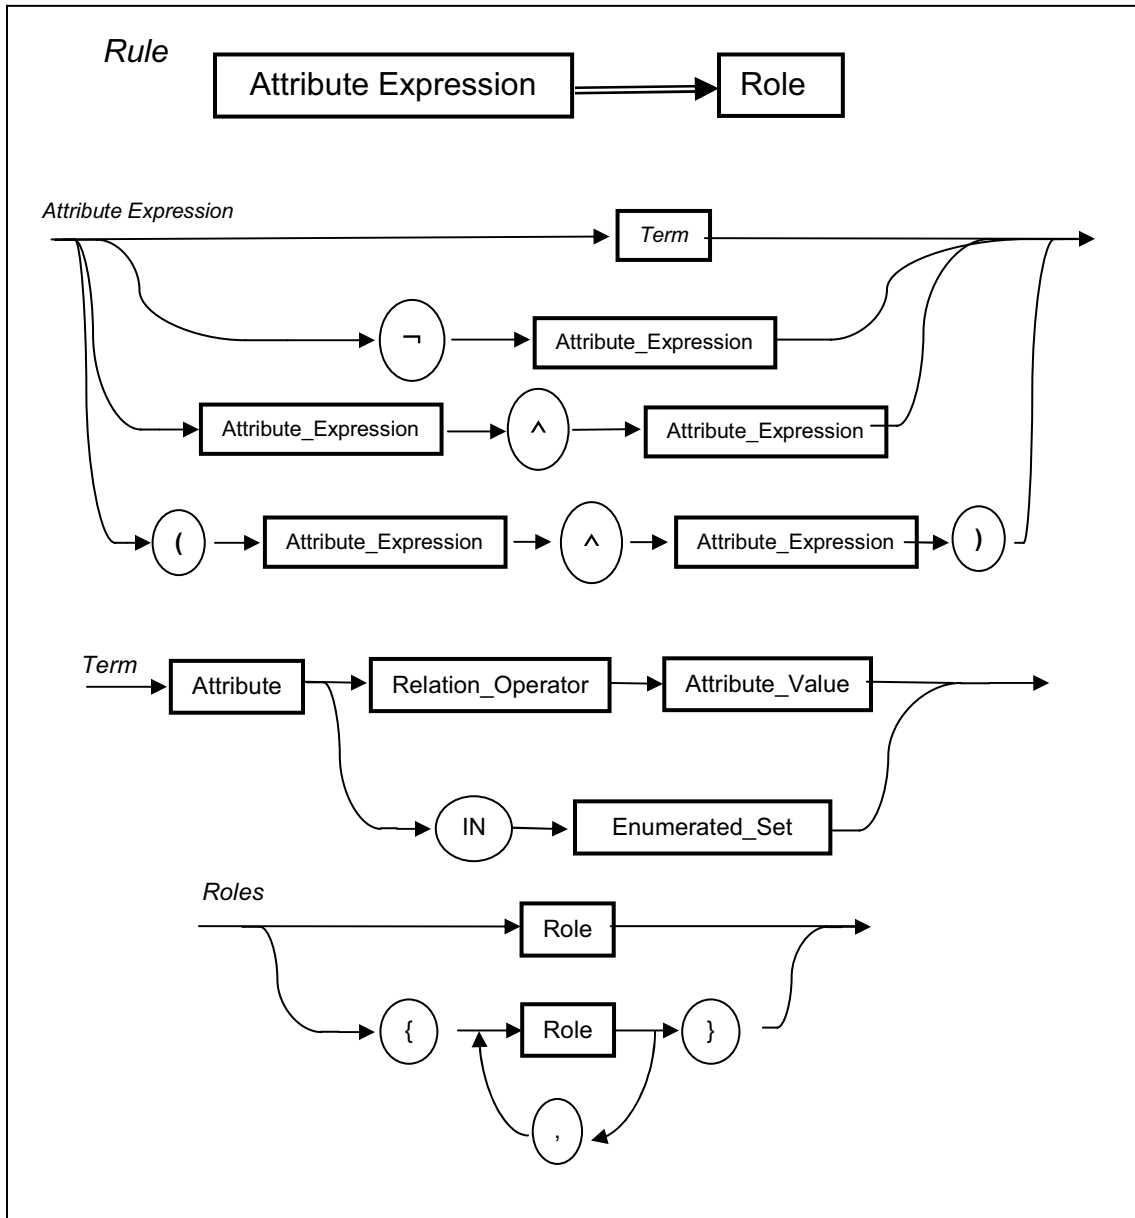 Rule
Attribute Expression Role
Attribute Expression
Term
¬ Attribute_Expression
Attribute_Expression ^ Attribute_Expression
( Attribute_Expression ^ Attribute_Expression )
Term
Attribute Relation_Operator Attribute_Value
IN Enumerated_Set
Roles
Role
{ Role }
,